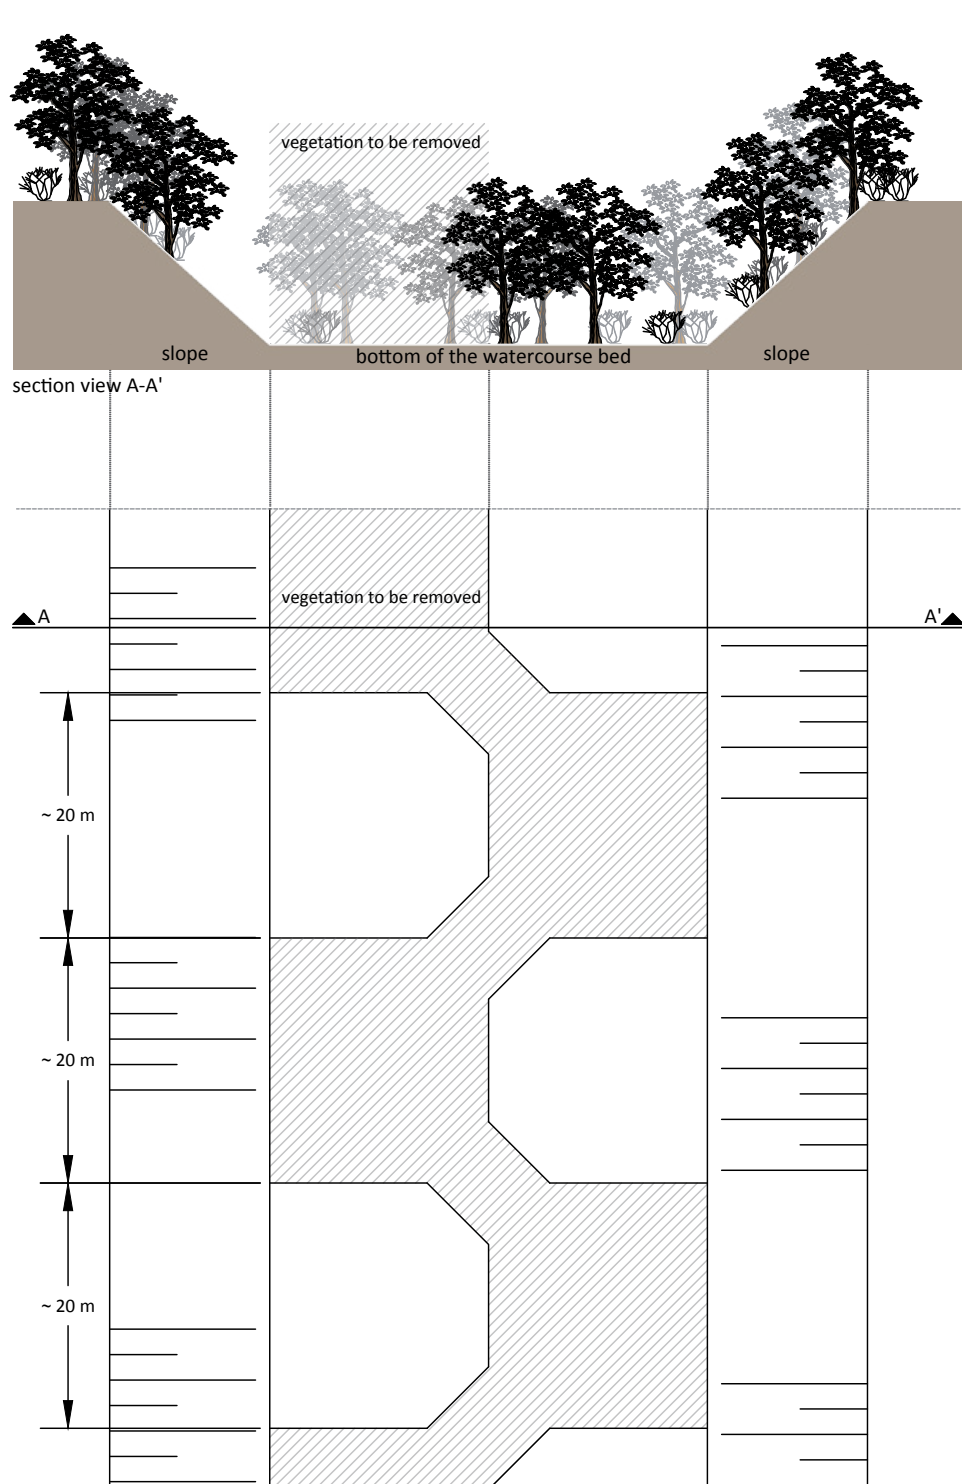 vegetation to be removed
slope
bottom of the watercourse bed
slope
section view A-A'
vegetation to be removed
A
A'
~ 20 m
~ 20 m
~ 20 m